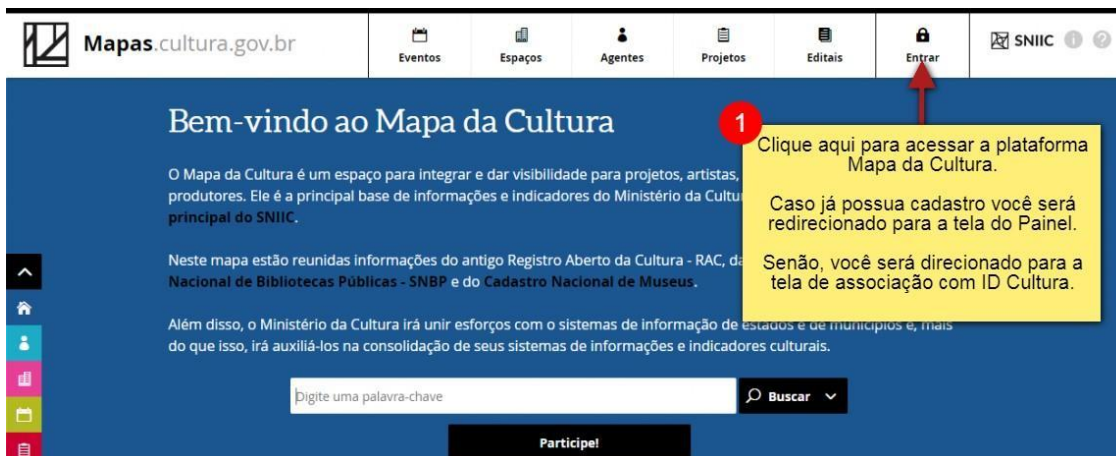 Mapas.cultura.gov.br
Eventos
Espaços
Agentes
Projetos
Editais
Entrar
SNIIC
Bem-vindo ao Mapa da Cultura
O Mapa da Cultura é um espaço para integrar e dar visibilidade para projetos, artistas,
produtores. Ele é a principal base de informações e indicadores do Ministério da
principal do SNIIC.
Neste mapa estão reunidas informações do antigo Registro Aberto da Cultura - RAC,
Nacional de Bibliotecas Públicas - SNBP e do Cadastro Nacional de Museus.
Além disso, o Ministério da Cultura irá unir esforços com o sistemas de informação de estados e de municípios e, mais
do que isso, irá auxiliá-los na consolidação de seus sistemas de informações e indicadores culturais.
1
Clique aqui para acessar a plataforma
Mapa da Cultura.
Caso já possua cadastro você será
redirecionado para a tela do Painel.
Senão, você será direcionado para a
tela de associação com ID Cultura.
Digite uma palavra-chave
Buscar
Participe!